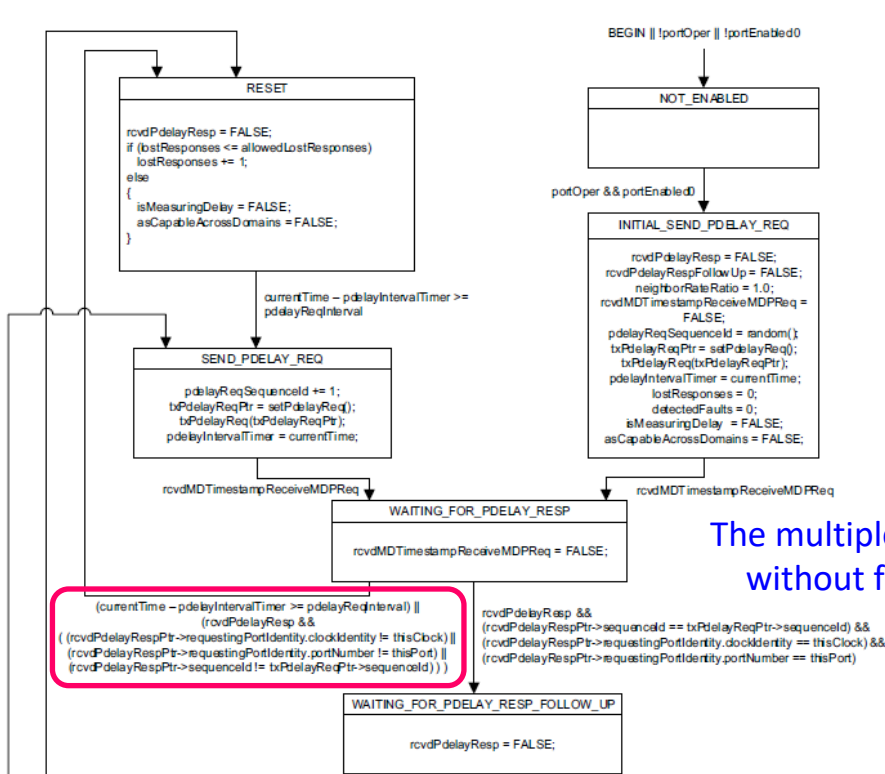 BEGIN || !portOper || !portEnabled0
NOT_ENABLED
portOper && portEnabled0
INITIAL_SEND_PDELAY_REQ
rcvdPdelayResp = FALSE;
rcvdPdelayRespFollowUp = FALSE;
neighborRateRatio = 1.0;
rcvdMDTimestampReceiveMDPReq =
FALSE;
pdelayReqSequenceId = random();
txPdelayReqPtr = setPdelayReq();
txPdelayReq(txPdelayReqPtr);
pdelayIntervalTimer = currentTime;
lostResponses = 0;
detectedFaults = 0;
isMeasuringDelay = FALSE;
asCapableAcrossDomains = FALSE;
rcvdMDTimestampReceiveMDPReq
RESET
rcvdPdelayResp = FALSE;
if (lostResponses <= allowedLostResponses)
lostResponses += 1;
else
{
isMeasuringDelay = FALSE;
asCapableAcrossDomains = FALSE;
}
currentTime – pdelayIntervalTimer >=
pdelayReqInterval
SEND_PDELAY_REQ
pdelayReqSequenceId += 1;
txPdelayReqPtr = setPdelayReq();
txPdelayReq(txPdelayReqPtr);
pdelayIntervalTimer = currentTime;
rcvdMDTimestampReceiveMDPReq
WAITING_FOR_PDELAY_RESP
rcvdMDTimestampReceiveMDPReq = FALSE;
The multiple
without f
(currentTime – pdelayIntervalTimer >= pdelayReqInterval) ||
(rcvdPdelayResp &&
( (rcvdPdelayRespPtr->requestingPortIdentity.clockIdentity != thisClock) ||
(rcvdPdelayRespPtr->requestingPortIdentity.portNumber != thisPort) ||
(rcvdPdelayRespPtr->sequenceId != txPdelayReqPtr->sequenceId) ) )
rcvdPdelayResp &&
(rcvdPdelayRespPtr->sequenceId == txPdelayReqPtr->sequenceId) &&
(rcvdPdelayRespPtr->requestingPortIdentity.clockIdentity == thisClock) &&
(rcvdPdelayRespPtr->requestingPortIdentity.portNumber == thisPort)
WAITING_FOR_PDELAY_RESP_FOLLOW_UP
rcvdPdelayResp = FALSE;